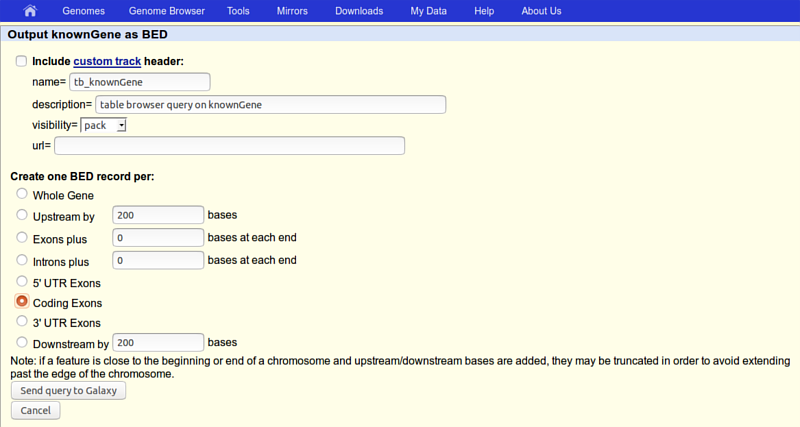 Genomes Genome Browser Tools Mirrors Downloads My Data Help About Us
Output knownGene as BED
Include custom track header:
name= tb_knownGene
description= table browser query on knownGene
visibility= pack
url=
Create one BED record per:
Whole Gene
Upstream by 200 bases
Exons plus 0 bases at each end
Introns plus 0 bases at each end
5' UTR Exons
Coding Exons
3' UTR Exons
Downstream by 200 bases
Note: if a feature is close to the beginning or end of a chromosome and upstream/downstream bases are added, they may be truncated in order to avoid extending
past the edge of the chromosome.
Send query to Galaxy
Cancel